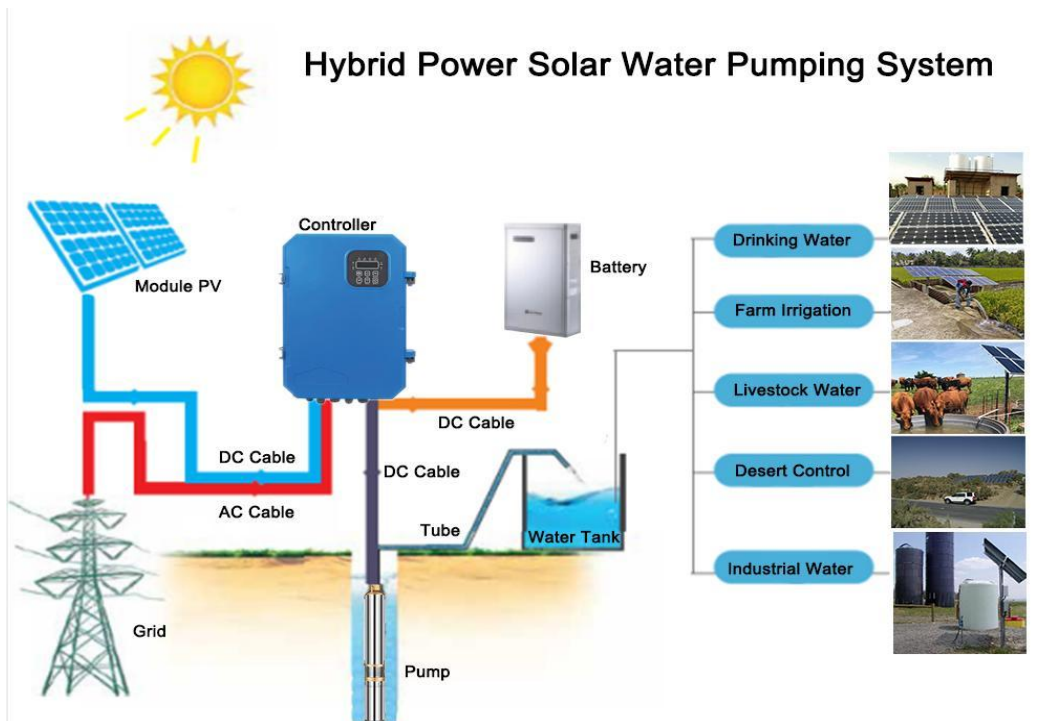 Hybrid Power Solar Water Pumping System
Controller
Module PV
Battery
Drinking Water
Farm Irrigation
Livestock Water
Desert Control
Industrial Water
DC Cable
DC Cable
DC Cable
AC Cable
Tube
Water Tank
Grid
Pump